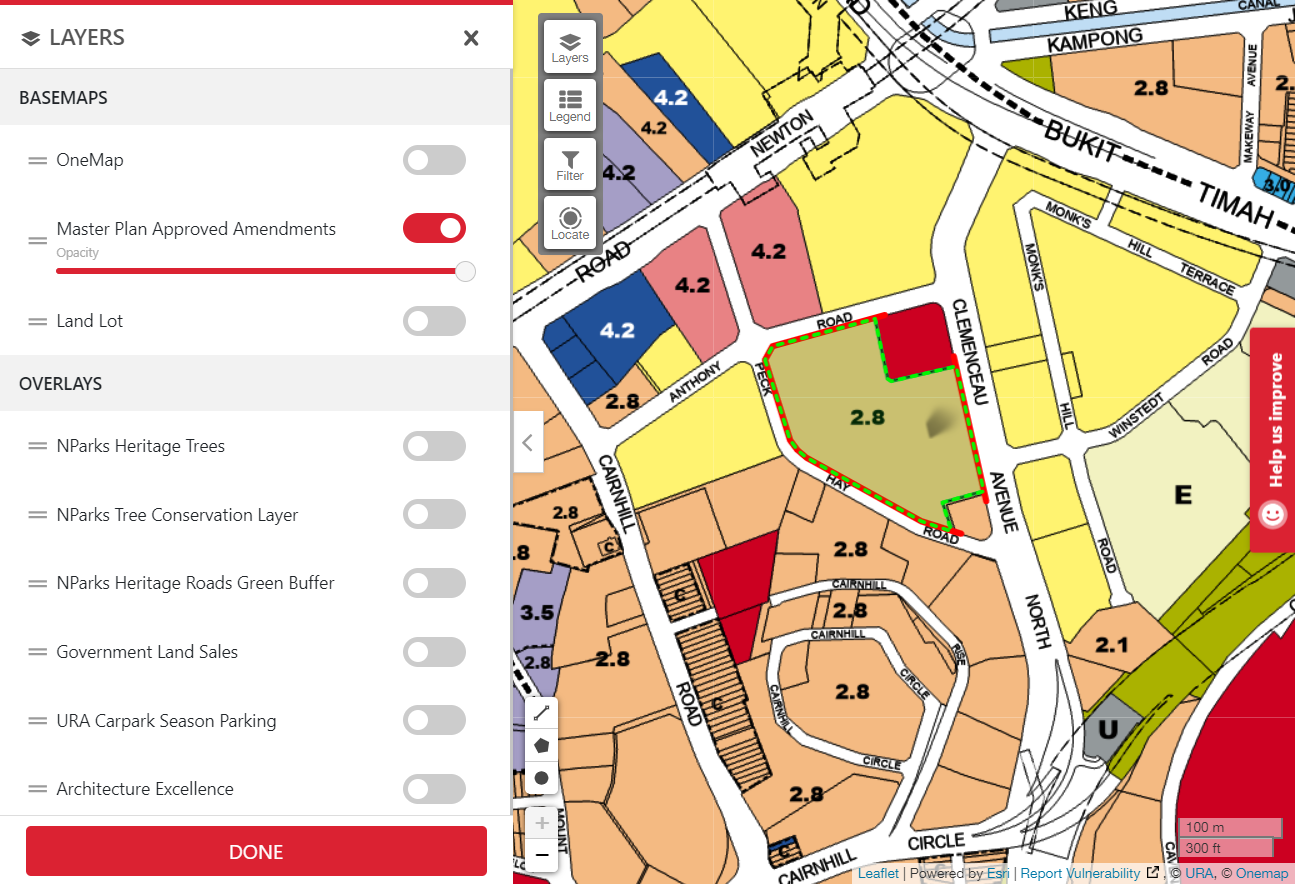 LAYERS
BASEMAPS
OneMap
Master Plan Approved Amendments
Opacity
Land Lot
OVERLAYS
NParks Heritage Trees
NParks Tree Conservation Layer
NParks Heritage Roads Green Buffer
Government Land Sales
URA Carpark Season Parking
Architecture Excellence
DONE
Layers
Legend
Filter
Locate
KENG
CANAL
KAMPONG
AVENUE
MAKEWAY
2.8
2.
4.2
4.2
4.2
NEWTON
ROAD
BUKIT
TIMAH
3.0
MONK'S
HILL
TERRACE
MONK'S
HILL
4.2
4.2
4.2
ROAD
CLEMENCEAU
AVENUE
NORTH
PECK
HAY
ROAD
ANTHONY
2.8
2.8
WINSTEDT
ROAD
ROAD
E
Help us improve
CAIRNHILL
ROAD
2.8
C
.8
3.5
2.8
2.8
C
C
2.8
CAIRNHILL
RISE
2.8
CAIRNHILL
CIRCLE
2.8
CAIRNHILL
CIRCLE
2.8
2.1
U
C
CAIRNHILL
CIRCLE
C
MOUNT
CAV
100 m
300 ft
Leaflet | Powered by Esri | Report Vulnerability , © URA, © Onemap